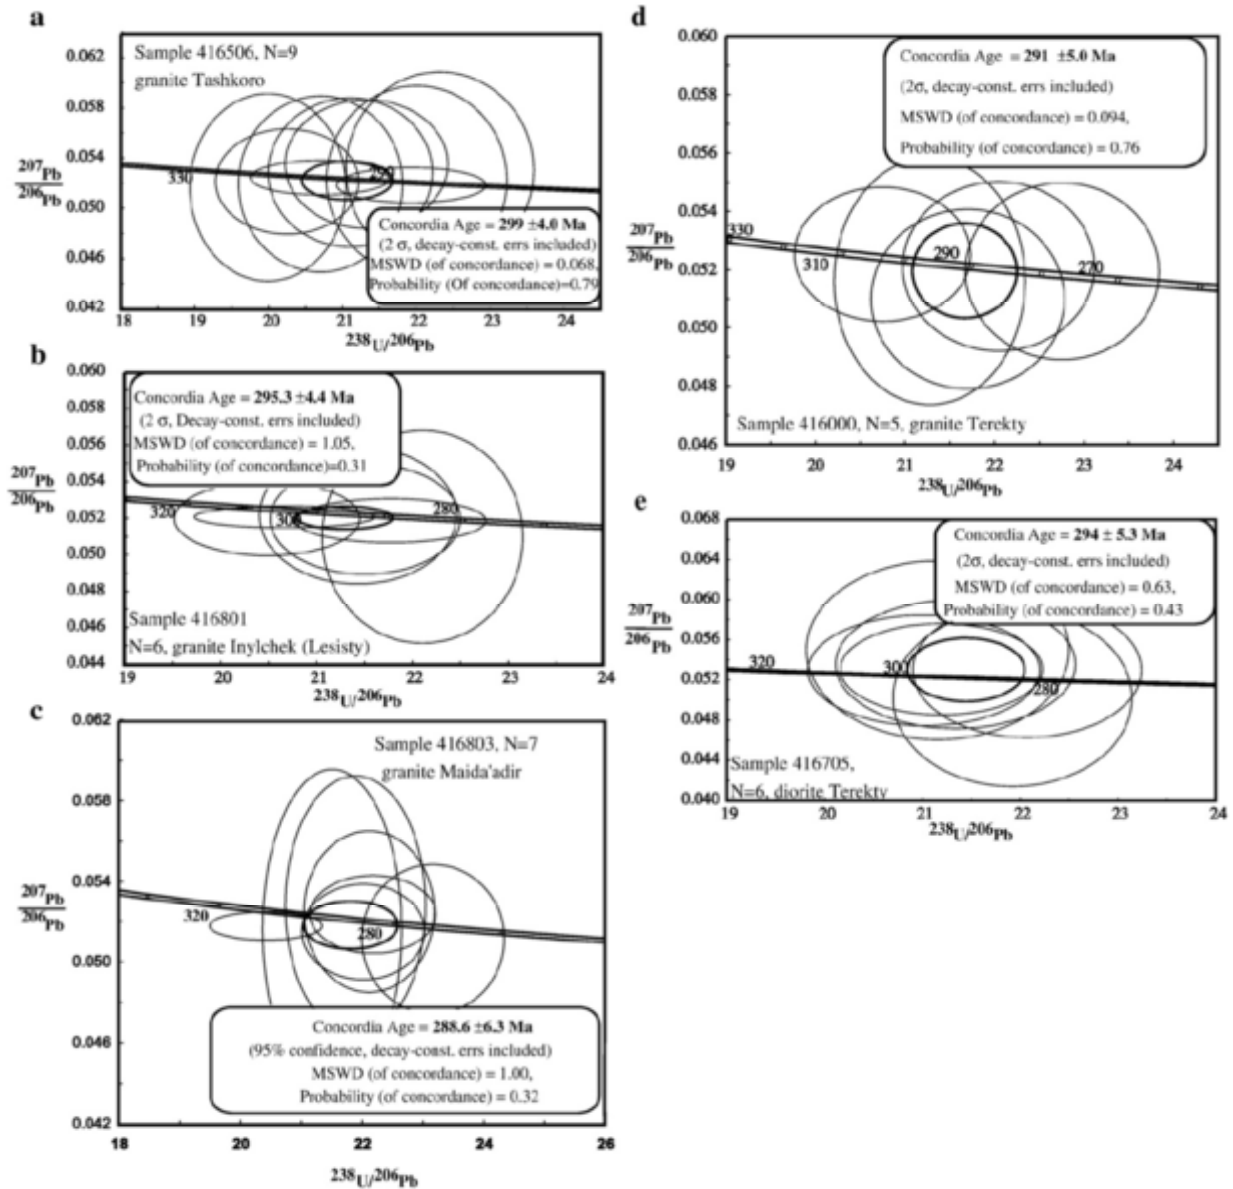 a
Sample 416506, N=9
granite Tashkoro
0.062
0.058
0.054
0.050
0.046
0.042
207Pb
206Pb
330
290
Concordia Age = 299 ±4.0 Ma
(2 σ, decay-const. errs included)
MSWD (of concordance) = 0.068,
Probability (Of concordance)=0.79
18 19 20 21 22 23 24
238U/206Pb
b
0.060
0.058
0.056
0.054
0.052
0.050
0.048
0.046
0.044
207Pb
206Pb
Concordia Age = 295.3 ±4.4 Ma
(2 σ, Decay-const. errs included)
MSWD (of concordance) = 1.05,
Probability (of concordance)=0.31
320
300
280
Sample 416801
N=6, granite Inylchek (Lesisty)
19 20 21 22 23 24
238U/206Pb
c
0.062
0.058
0.054
0.050
0.046
0.042
207Pb
206Pb
Sample 416803, N=7
granite Maida'adir
320
280
Concordia Age = 288.6 ±6.3 Ma
(95% confidence, decay-const. errs included)
MSWD (of concordance) = 1.00,
Probability (of concordance) = 0.32
18 20 22 24 26
238U/206Pb
d
0.060
0.058
0.056
0.054
0.052
0.050
0.048
0.046
207Pb
206Pb
Concordia Age = 291 ±5.0 Ma
(2σ, decay-const. errs included)
MSWD (of concordance) = 0.094,
Probability (of concordance) = 0.76
330
310
290
270
Sample 416000, N=5, granite Terekty
19 20 21 22 23 24
238U/206Pb
e
0.068
0.064
0.060
0.056
0.052
0.048
0.044
0.040
207Pb
206Pb
Concordia Age = 294 ± 5.3 Ma
(2σ, decay-const. errs included)
MSWD (of concordance) = 0.63,
Probability (of concordance) = 0.43
320
300
280
Sample 416705,
N=6, diorite Terekty
19 20 21 22 23 24
238U/206Pb